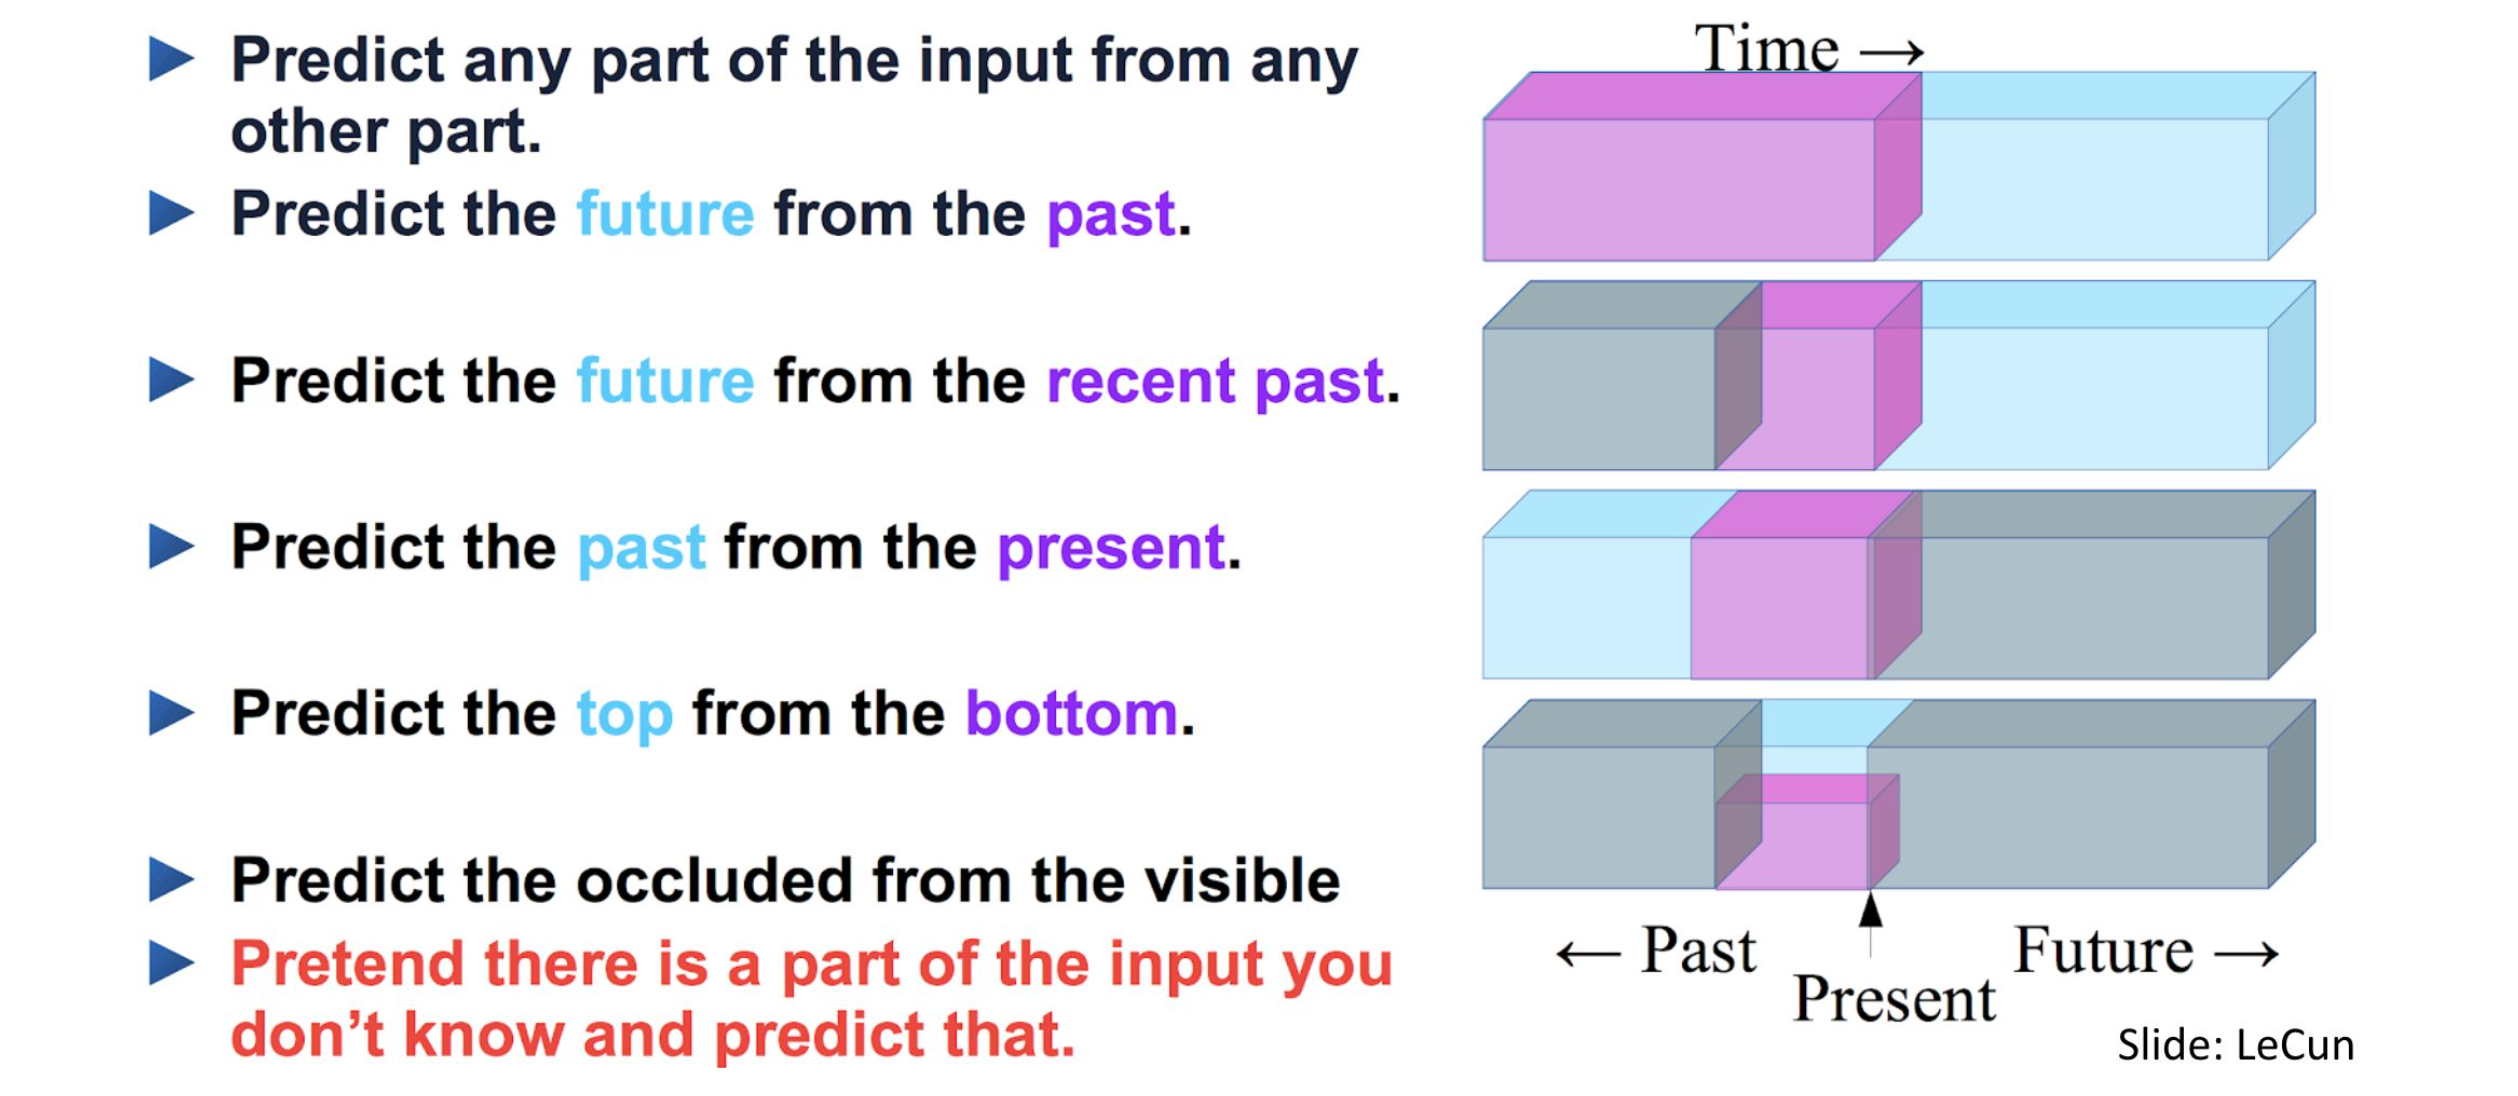 Predict any part of the input from any
other part.
Predict the future from the past.
Predict the future from the recent past.
Predict the past from the present.
Predict the top from the bottom.
Predict the occluded from the visible
Pretend there is a part of the input you
don’t know and predict that.
Time →
← Past
Present
Future →
Slide: LeCun